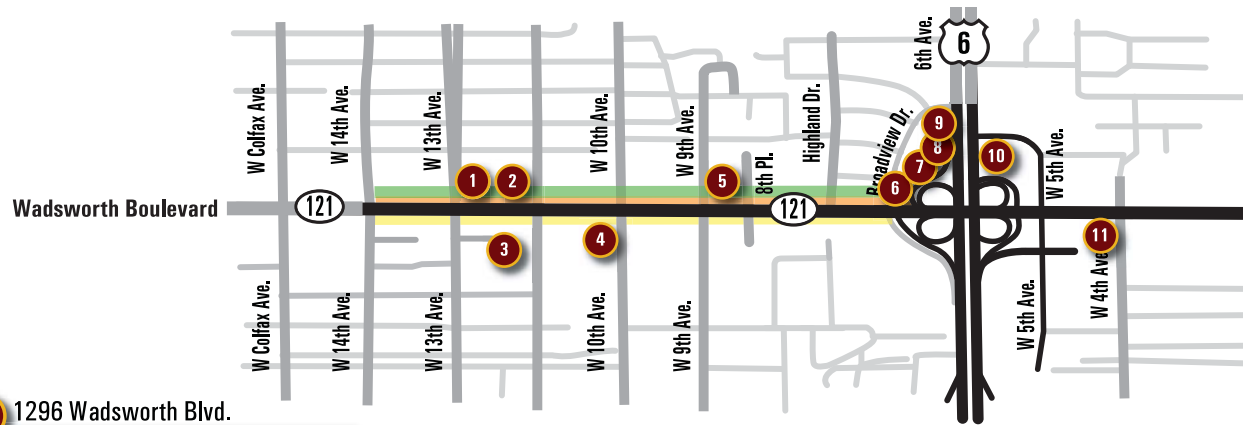 6th Ave.
6
W Colfax Ave.
W 14th Ave.
W 13th Ave.
W 10th Ave.
W 9th Ave.
8th Pl.
Highland Dr.
Broadview Dr.
W 5th Ave.
9
8
7
10
6
1
2
5
Wadsworth Boulevard
121
121
3
4
11
W Colfax Ave.
W 14th Ave.
W 13th Ave.
W 10th Ave.
W 9th Ave.
W 5th Ave.
W 4th Ave.
1296 Wadsworth Blvd.